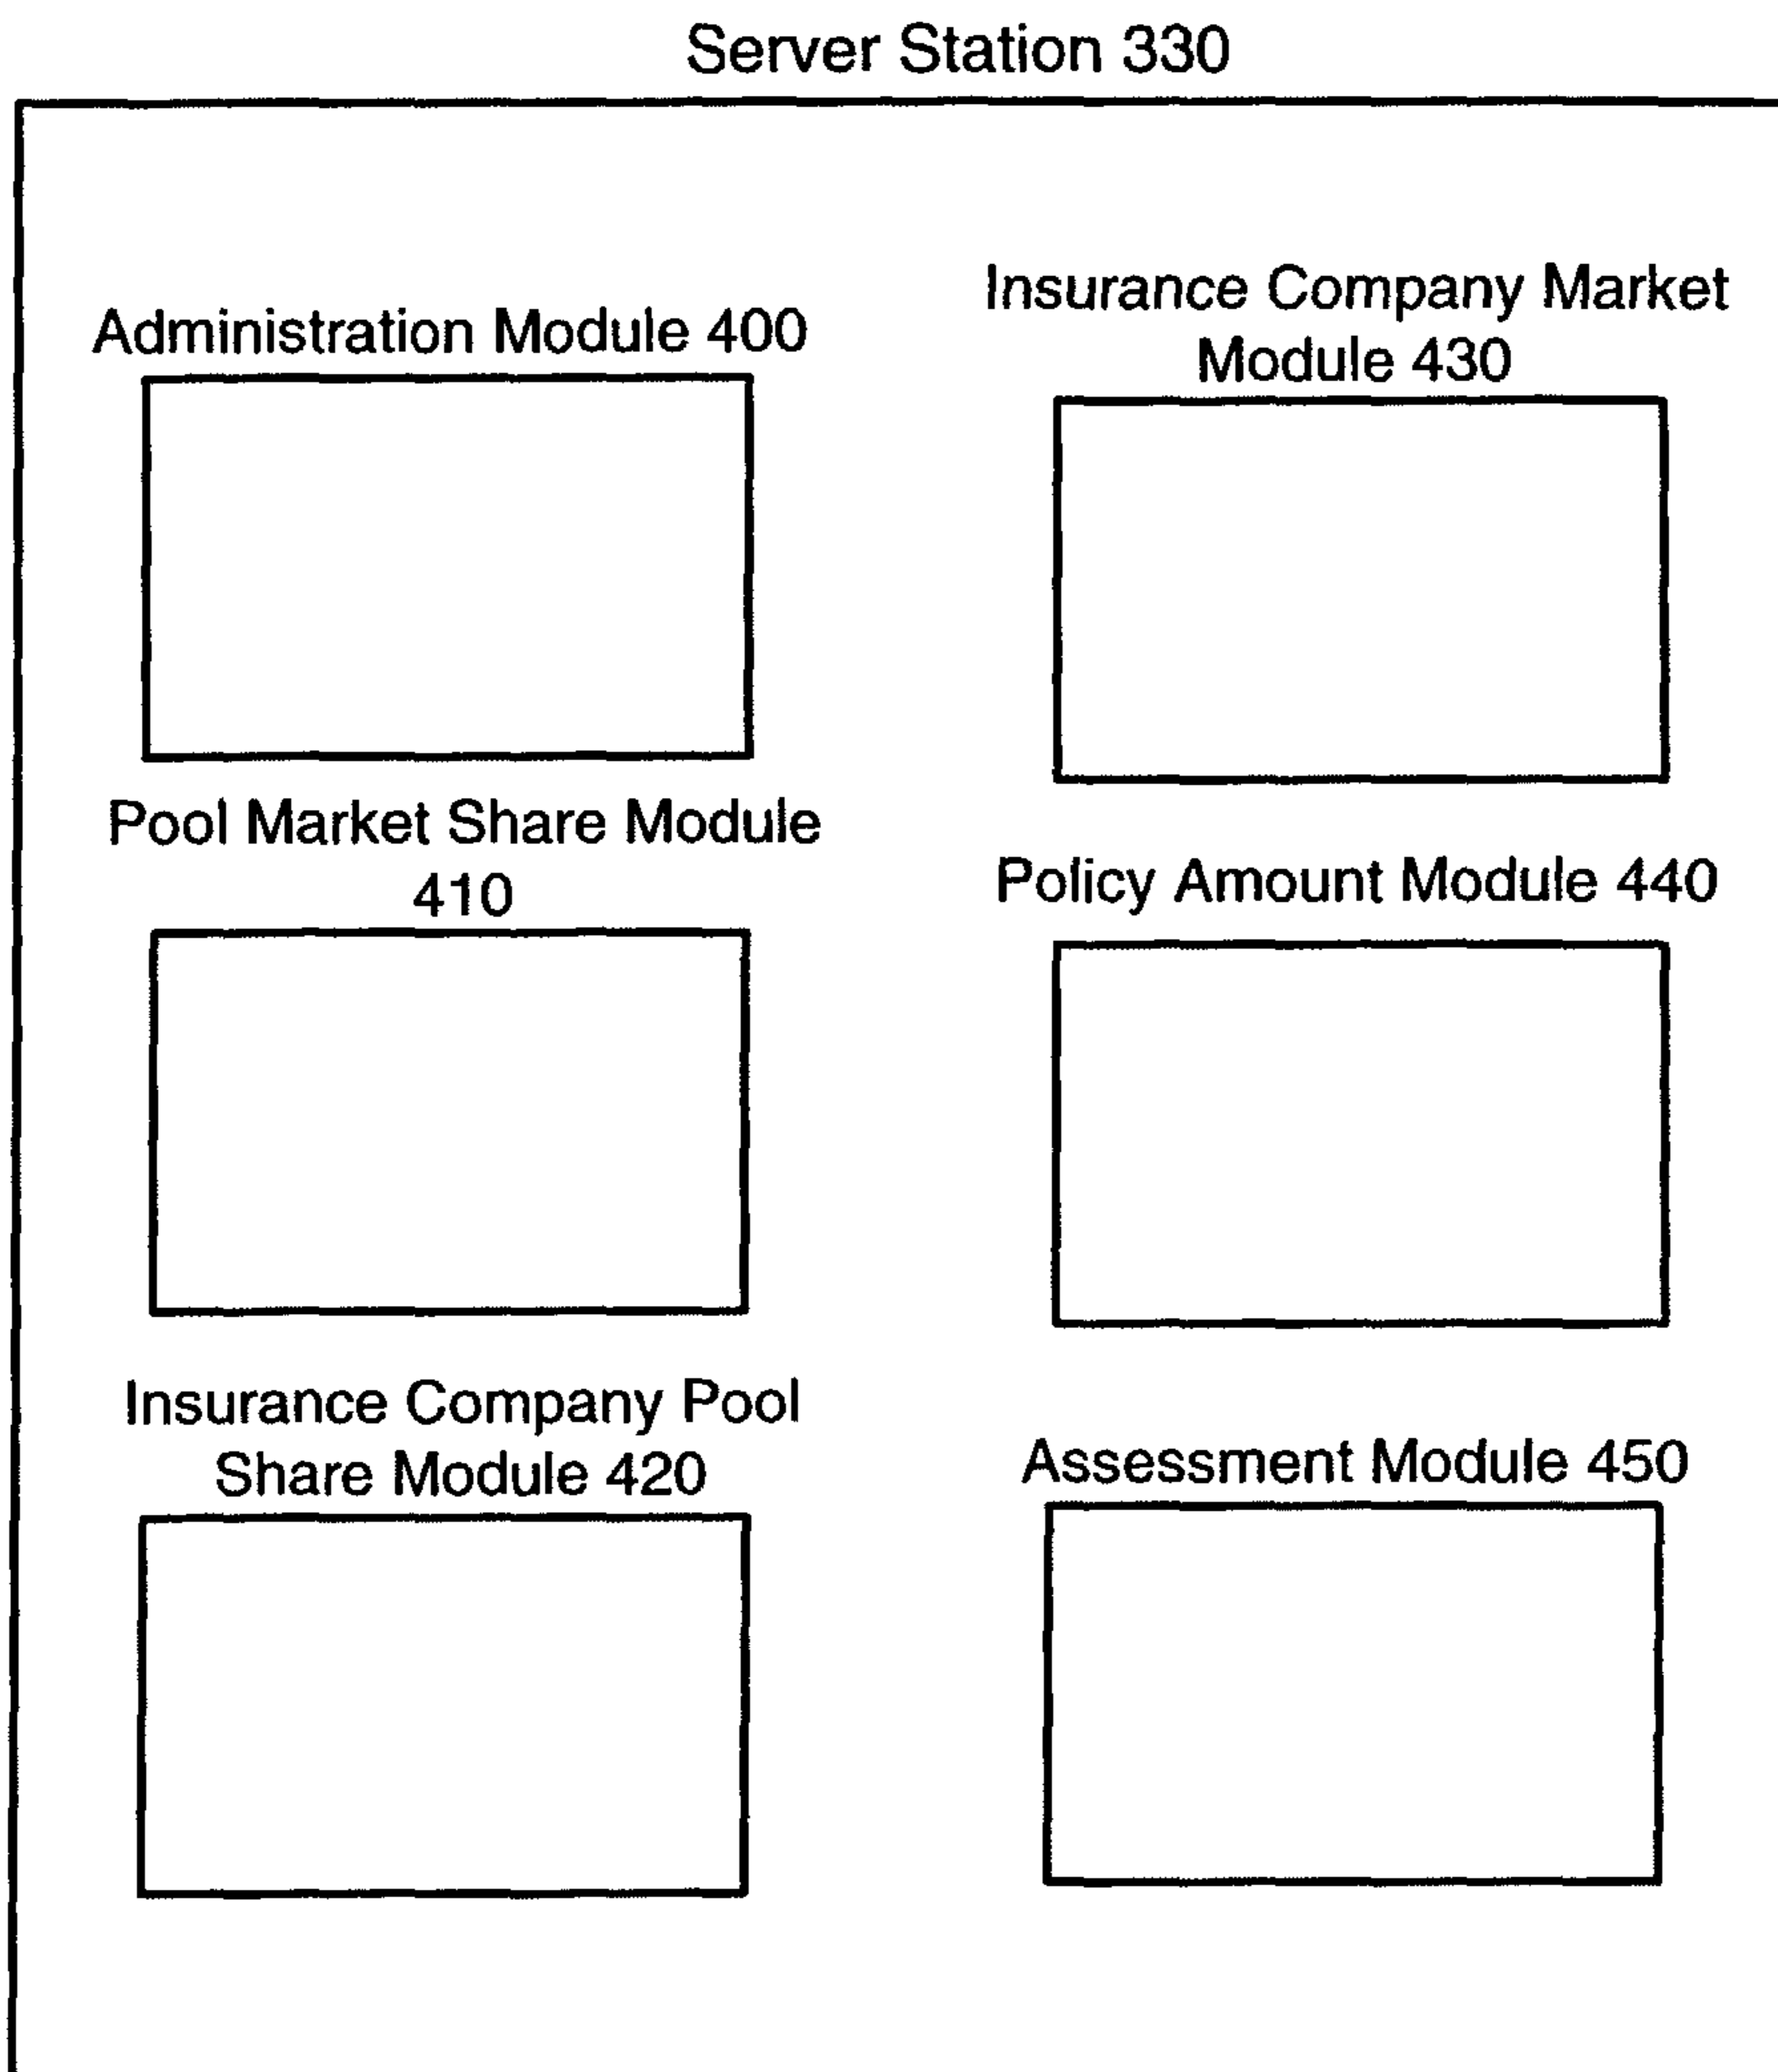 Server Station 330
Administration Module 400
Insurance Company Market
Module 430
Pool Market Share Module
410
Policy Amount Module 440
Insurance Company Pool
Share Module 420
Assessment Module 450